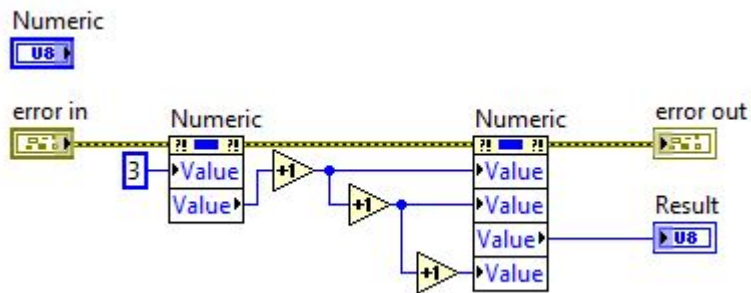 Numeric
U8
error in
Numeric
Numeric
error out
?! ?!
?! ?!
3
Value
+1
Value
Value
+1
Value
Result
Value
U8
+1
Value